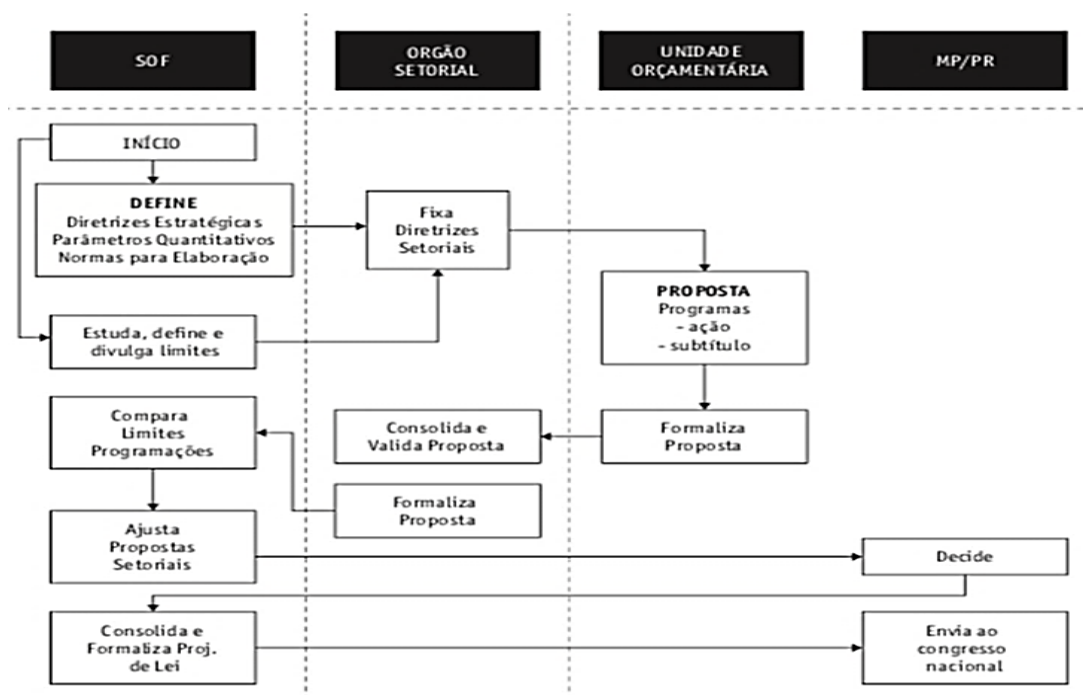 SOF
ORGÃO
SETORIAL
UNIDADE
ORÇAMENTÁRIA
MP/PR
INÍCIO
DEFINE
Diretrizes Estratégicas
Parâmetros Quantitativos
Normas para Elaboração
Fixa
Diretrizes
Setoriais
PROPOSTA
Programas
- ação
- subtítulo
Estuda, define e
divulga limites
Compara
Limites
Programações
Consolida e
Valida Proposta
Formaliza
Proposta
Formaliza
Proposta
Ajusta
Propostas
Setoriais
Decide
Consolida e
Formaliza Proj.
de Lei
Envia ao
congresso
nacional